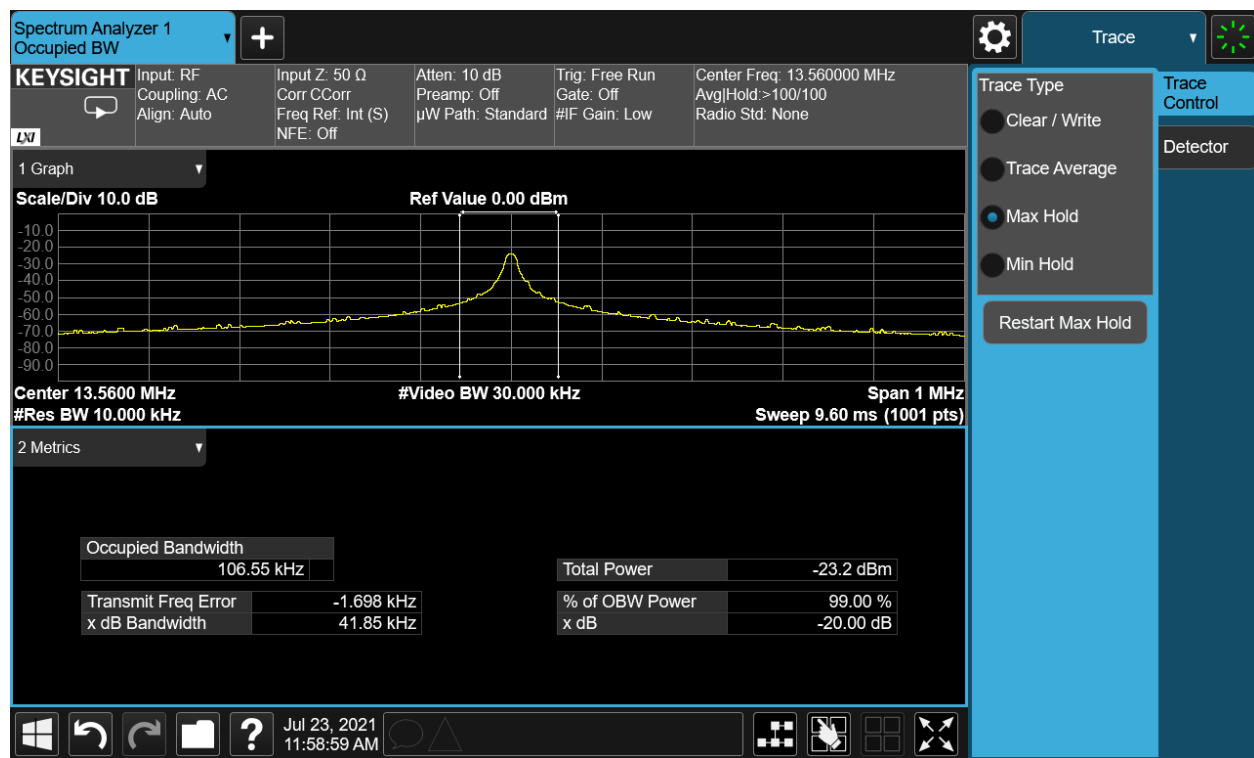 Spectrum Analyzer 1
Occupied BW
+
Trace
KEYSIGHT
LXI
Input: RF
Coupling: AC
Align: Auto
Input Z: 50 Ω
Corr CCorr
Freq Ref: Int (S)
NFE: Off
Atten: 10 dB
Preamp: Off
µW Path: Standard
Trig: Free Run
Gate: Off
#IF Gain: Low
Center Freq: 13.560000 MHz
Avg|Hold:>100/100
Radio Std: None
1 Graph
Scale/Div 10.0 dB
Ref Value 0.00 dBm
-10.0
-20.0
-30.0
-40.0
-50.0
-60.0
-70.0
-80.0
-90.0
Center 13.5600 MHz
#Video BW 30.000 kHz
Span 1 MHz
#Res BW 10.000 kHz
Sweep 9.60 ms (1001 pts)
2 Metrics
Occupied Bandwidth
106.55 kHz
Total Power -23.2 dBm
Transmit Freq Error -1.698 kHz
% of OBW Power 99.00 %
x dB Bandwidth 41.85 kHz
x dB -20.00 dB
?
Jul 23, 2021
11:58:59 AM
Trace Type
Clear / Write
Trace Average
Max Hold
Min Hold
Restart Max Hold
Trace
Control
Detector